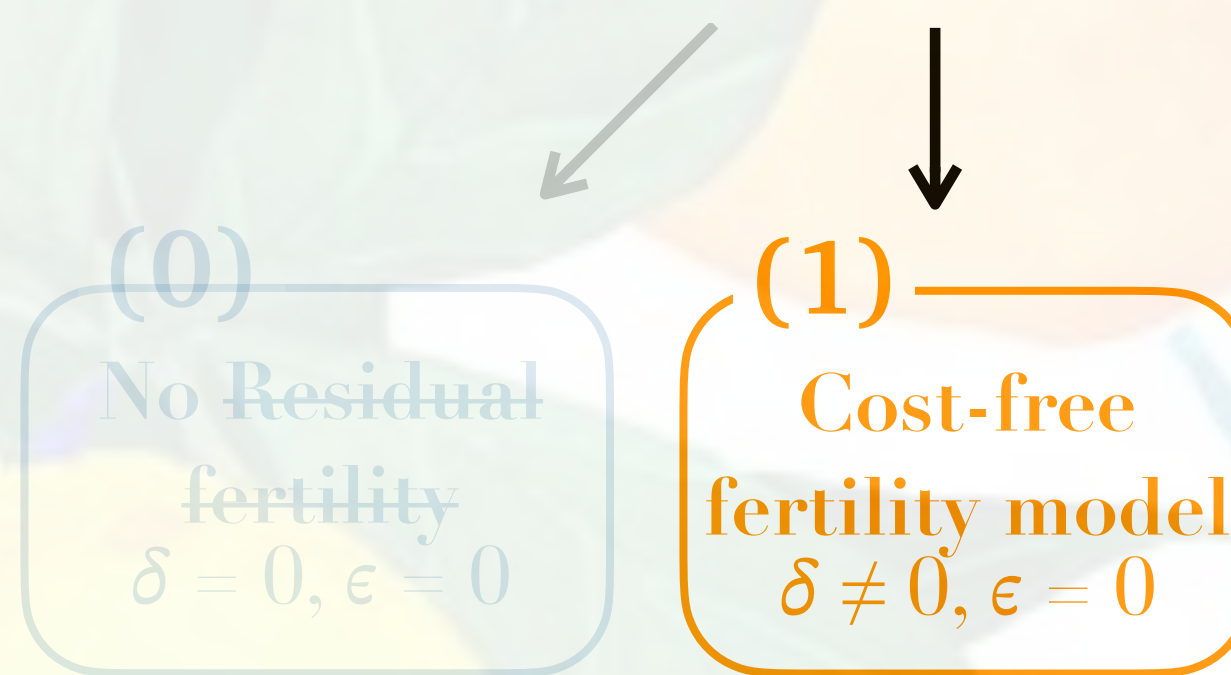 (0)
No Residual
fertility
δ = 0, ϵ = 0
(1)
Cost-free
fertility model
δ ≠ 0, ϵ = 0